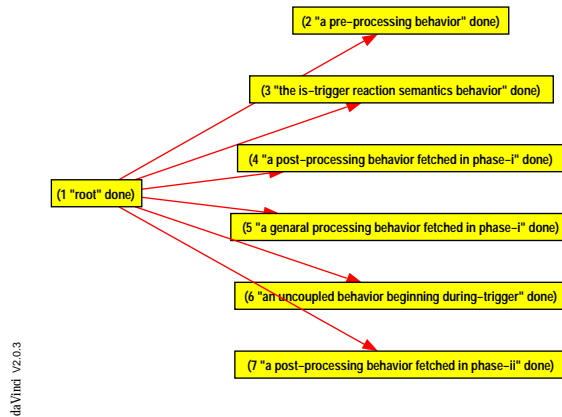 (2 "a pre-processing behavior" done)
(3 "the is-trigger reaction semantics behavior" done)
(4 "a post-processing behavior fetched in phase-i" done)
(1 "root" done)
(5 "a genaral processing behavior fetched in phase-i" done)
(6 "an uncoupled behavior beginning during-trigger" done)
(7 "a post-processing behavior fetched in phase-ii" done)
daVinci V2.0.3